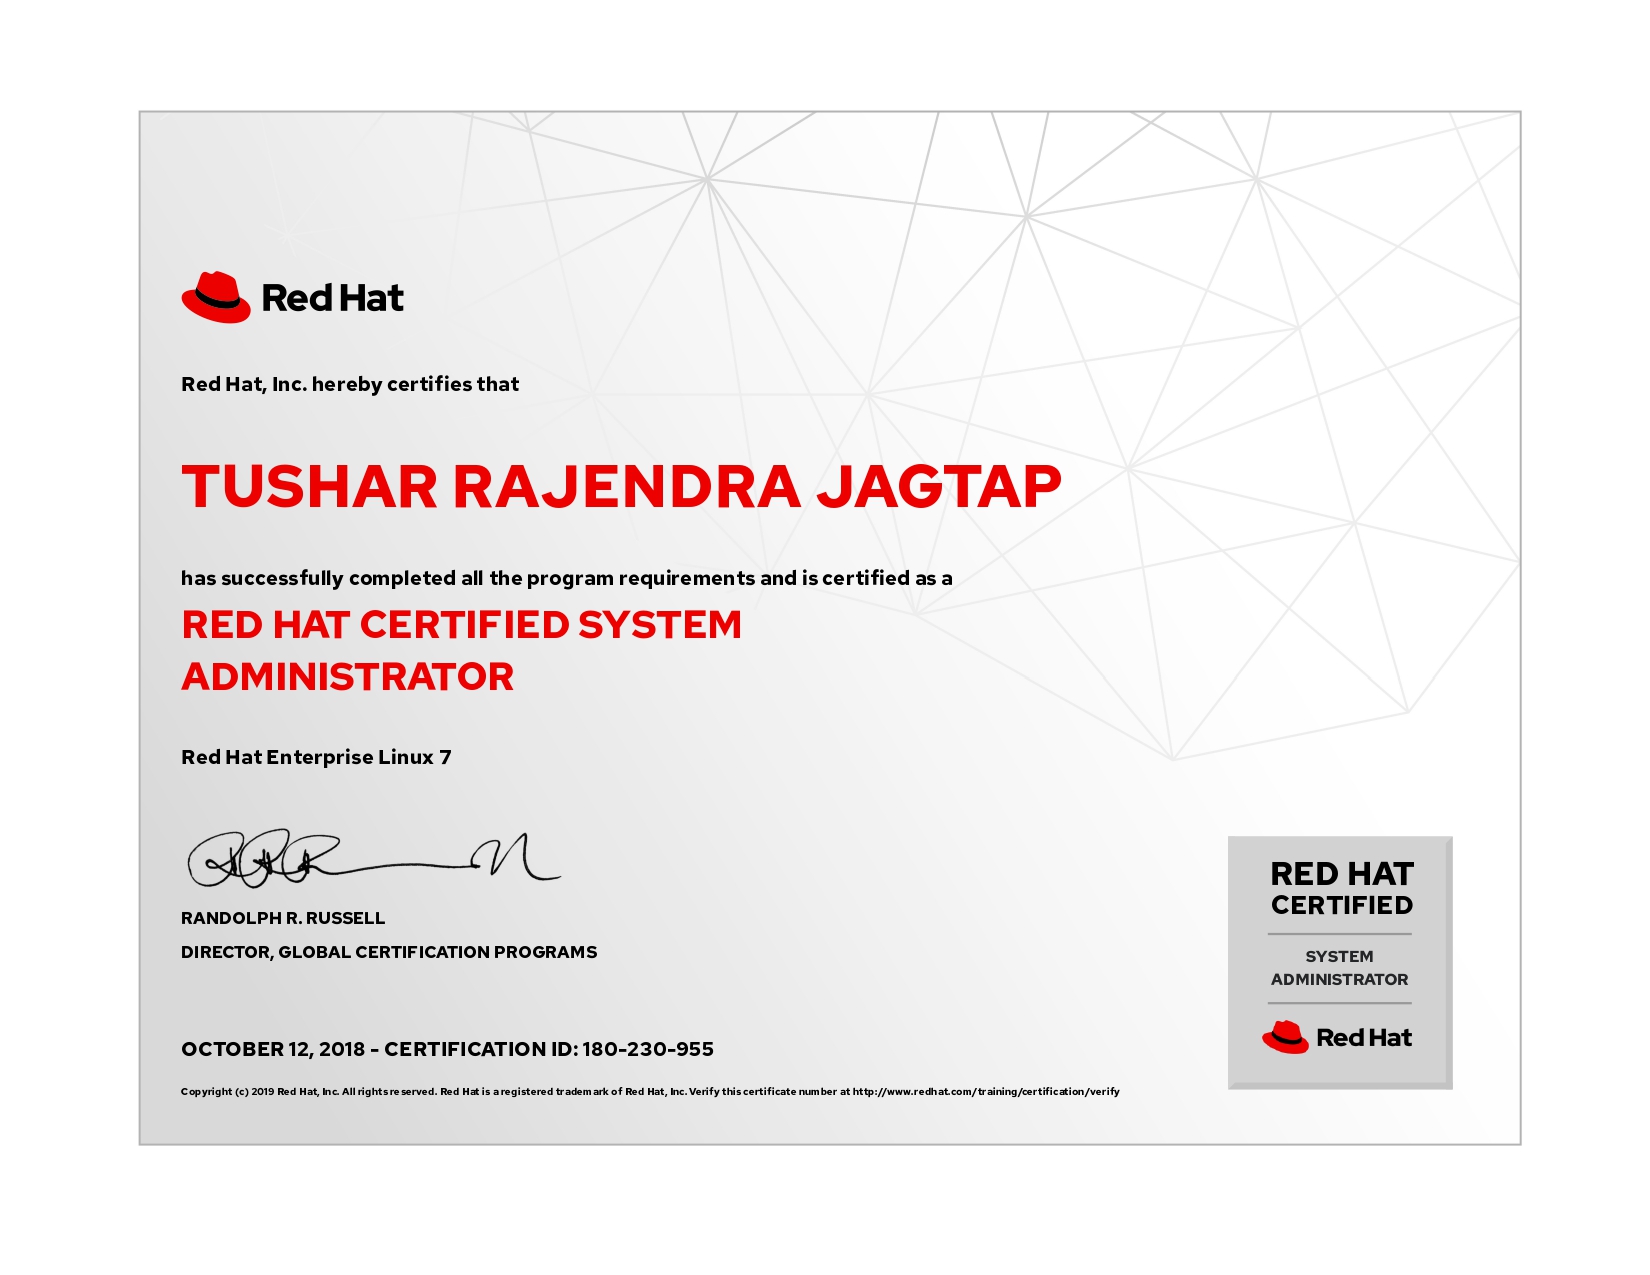 Red Hat
Red Hat, Inc. hereby certifies that
TUSHAR RAJENDRA JAGTAP
has successfully completed all the program requirements and is certified as a
RED HAT CERTIFIED SYSTEM
ADMINISTRATOR
Red Hat Enterprise Linux 7
RANDOLPH R. RUSSELL
DIRECTOR, GLOBAL CERTIFICATION PROGRAMS
OCTOBER 12, 2018 - CERTIFICATION ID: 180-230-955
Copyright (c) 2019 Red Hat, Inc. All rights reserved. Red Hat is a registered trademark of Red Hat, Inc. Verify this certificate number at http://www.redhat.com/training/certification/verify
RED HAT
CERTIFIED
SYSTEM
ADMINISTRATOR
Red Hat